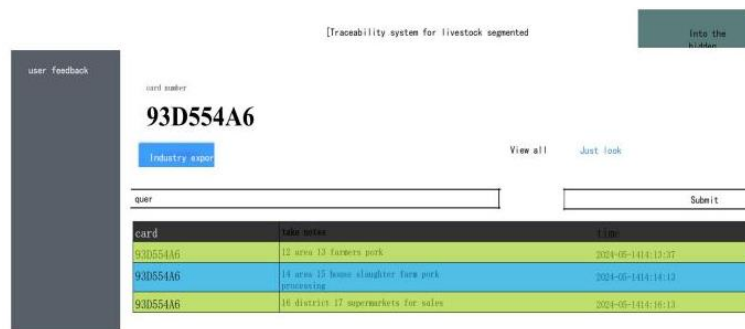 [Traceability system for livestock segmented
Into the
hidden
user feedback
card number
93D554A6
Industry expor
View all
Just look
quer
Submit
card
take notes
time
93D554A6
12 area 13 farmers pork
2024-05-1414:13:37
93D554A6
14 area 15 house slaughter farm pork
processing
2024-05-1414:14:13
93D554A6
16 district 17 supermarkets for sales
2024-05-1414:16:13